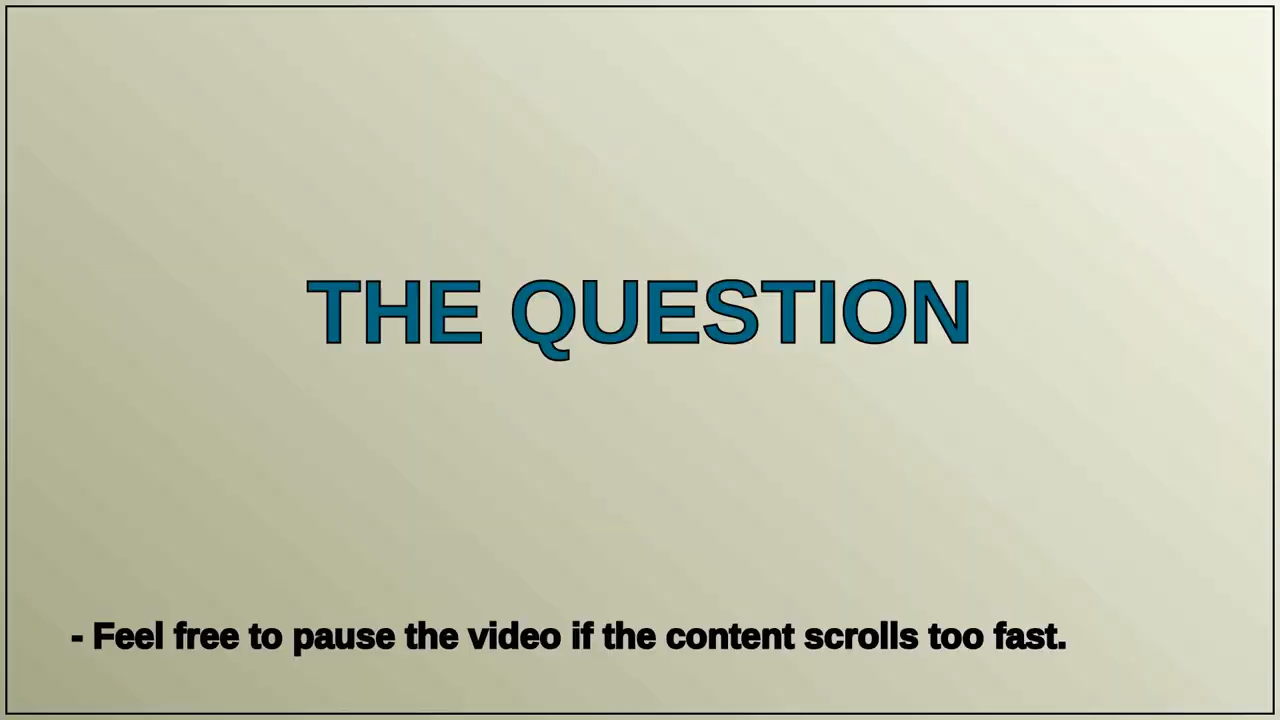 THE QUESTION
- Feel free to pause the video if the content scrolls too fast.